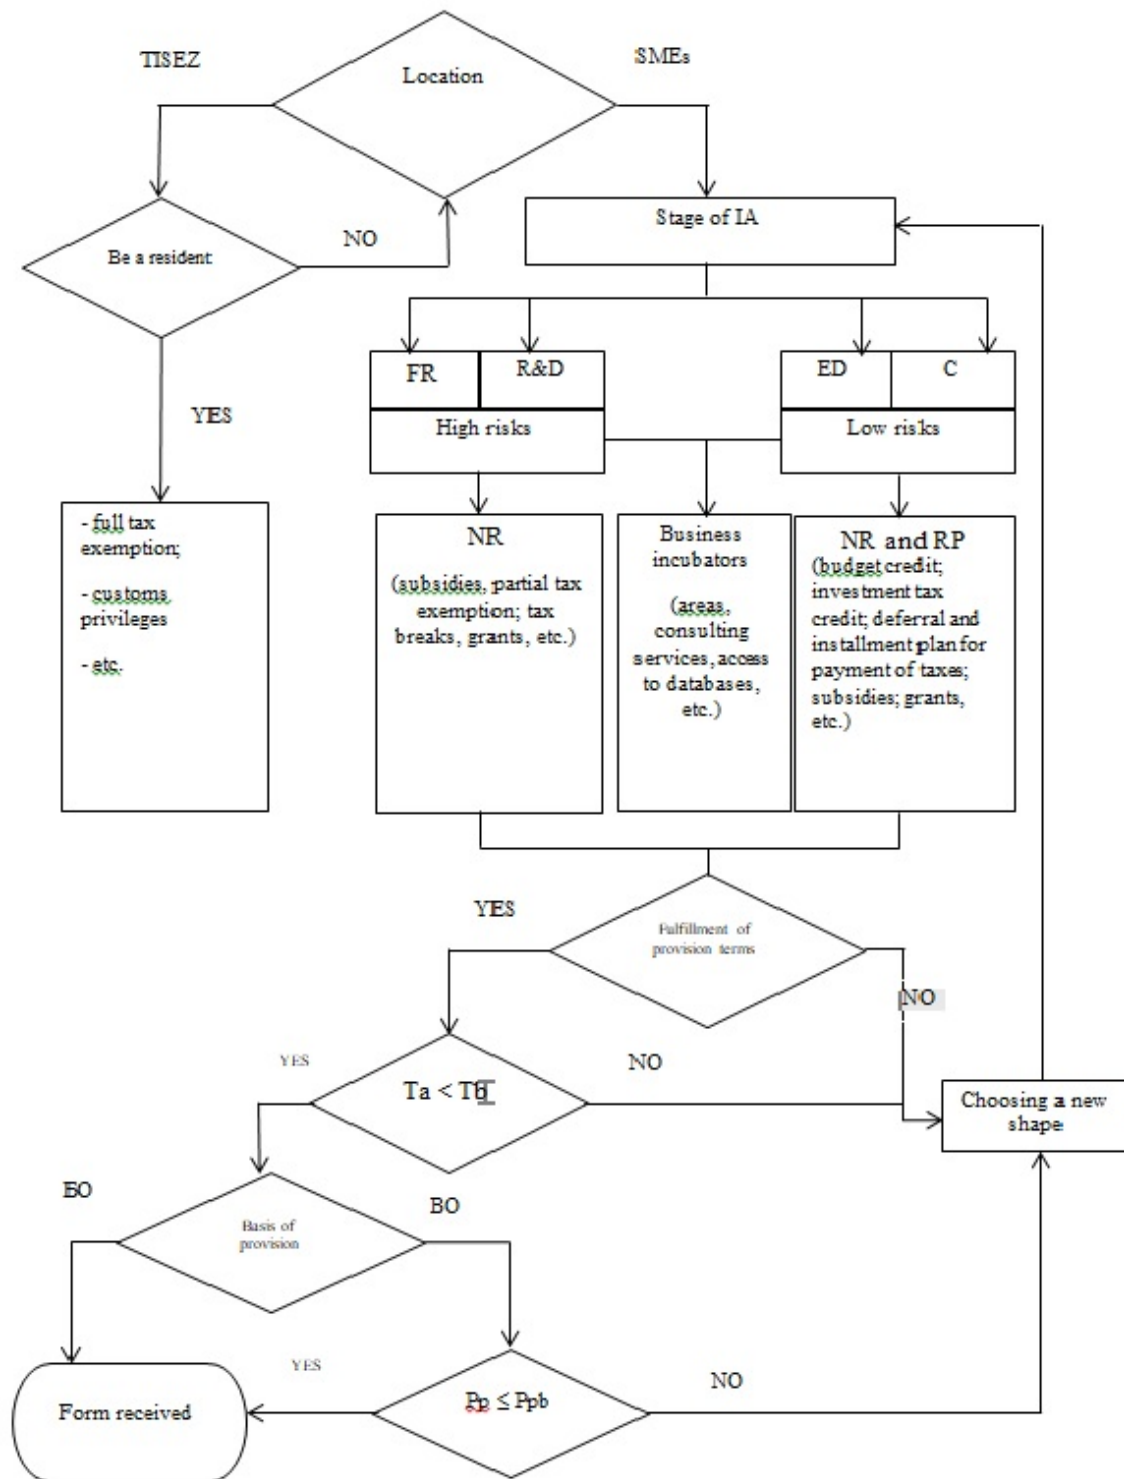 TISEZ
SMEs
Location
Stage of IA
NO
Be a resident
FR
R&D
ED
C
High risks
Low risks
YES
- full tax
exemption;
- customs
privileges
- etc.
NR
(subsidies, partial tax
exemption; tax
breaks, grants, etc.)
Business
incubators
(areas,
consulting
services, access
to databases,
etc.)
NR and RP
(budget credit;
investment tax
credit; deferral and
installment plan for
payment of taxes;
subsidies; grants,
etc.)
YES
Fulfillment of
provision terms
NO
YES
Ta < Tb
NO
Choosing a new
shape
БО
Basis of
provision
ВО
Form received
YES
Pp ≤ Ppb
NO